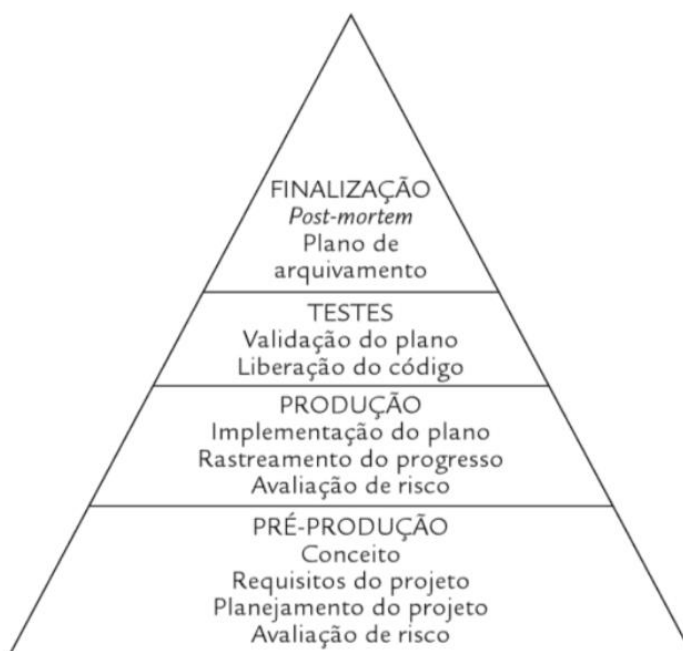 FINALIZAÇÃO
Post-mortem
Plano de
arquivamento
TESTES
Validação do plano
Liberação do código
PRODUÇÃO
Implementação do plano
Rastreamento do progresso
Avaliação de risco
PRÉ-PRODUÇÃO
Conceito
Requisitos do projeto
Planejamento do projeto
Avaliação de risco